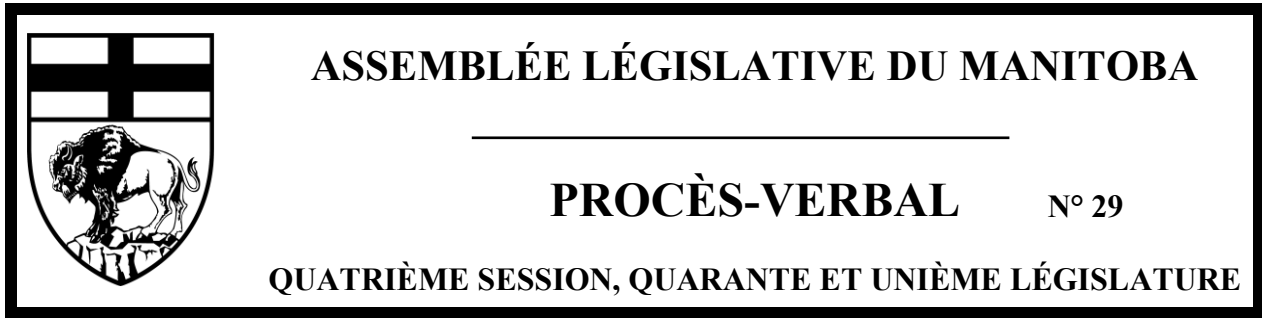 ASSEMBLÉE LÉGISLATIVE DU MANITOBA
PROCÈS-VERBAL N° 29
QUATRIÈME SESSION, QUARANTE ET UNIÈME LÉGISLATURE